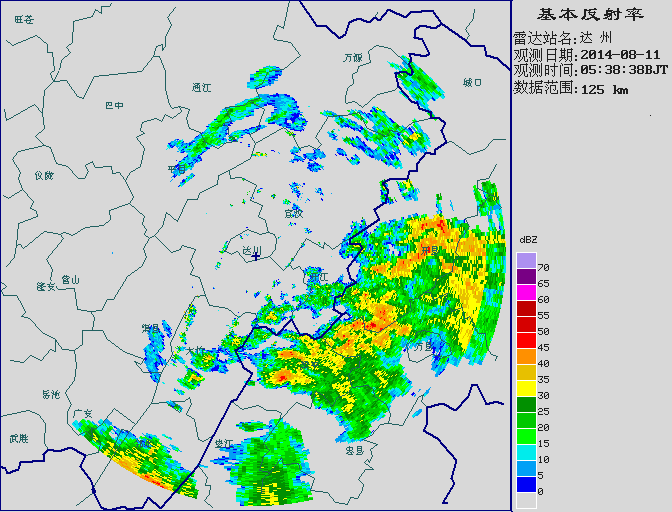 基本反射率
雷达站名:达 州
观测日期:2014-08-11
观测时间:05:38:38BJT
数据范围:125 km
旺苍
万源
城口
通江
巴中
仪陇
平昌
宣汉
达川
开江
开县
营山
蓬安
渠县
大竹
万县
岳池
广安
武胜
垫江
忠县
dBZ
70
65
60
55
50
45
40
35
30
25
20
15
10
5
0